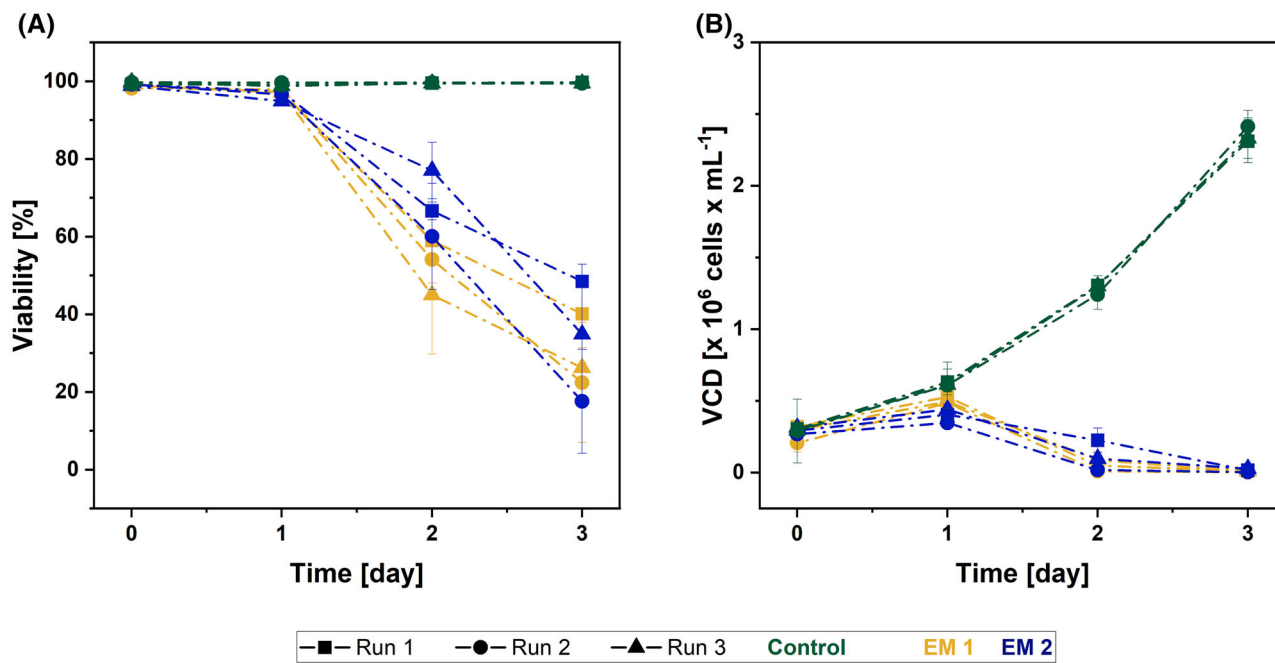 (A)
Viability [%]
100
80
60
40
20
0
0 1 2 3
Time [day]
(B)
VCD [x 10⁶ cells x mL⁻¹]
3
2
1
0
0 1 2 3
Time [day]
Run 1 Run 2 Run 3 Control EM 1 EM 2